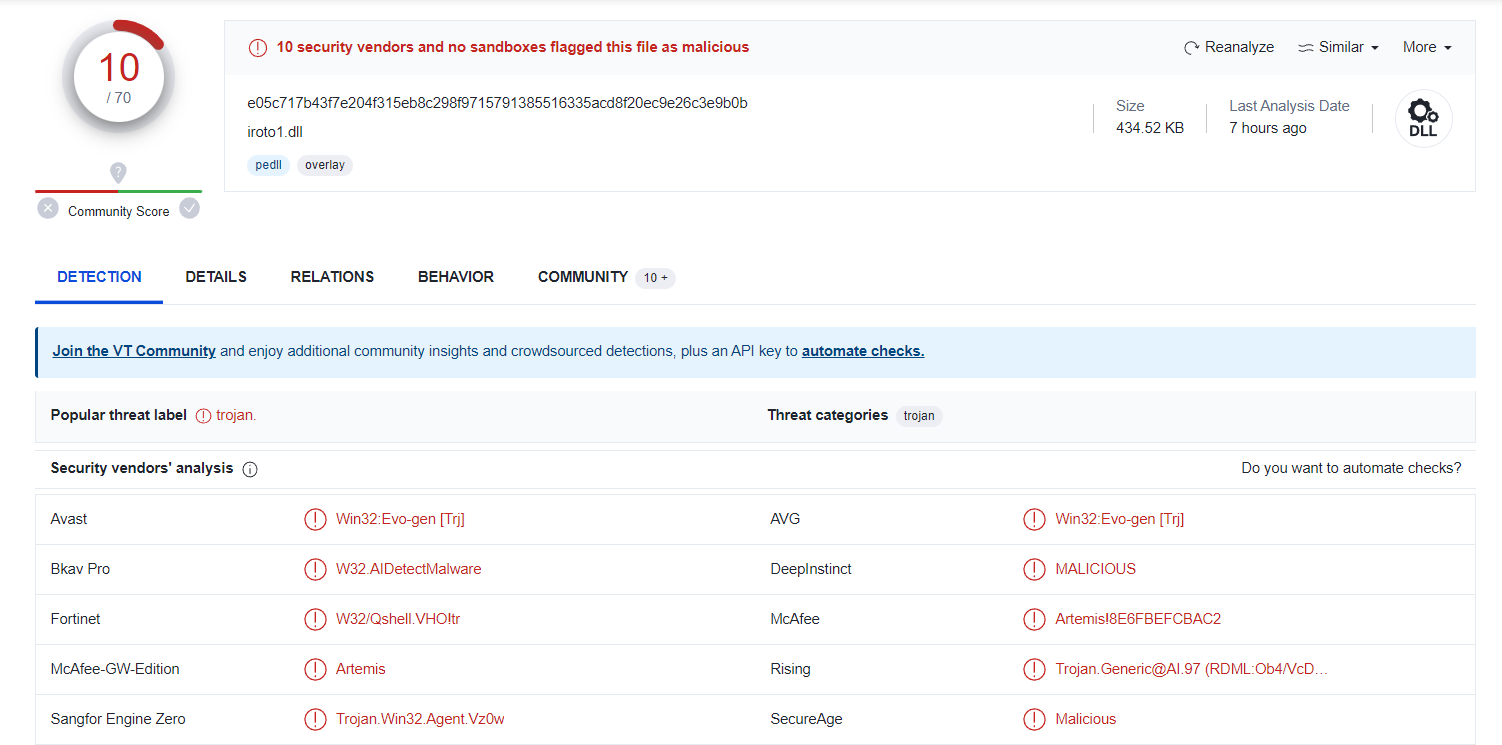 10
/ 70
Community Score
10 security vendors and no sandboxes flagged this file as malicious
Reanalyze Similar More
e05c717b43f7e204f315eb8c298f9715791385516335acd8f20ec9e26c3e9b0b
iroto1.dll
pedll overlay
Size
434.52 KB
Last Analysis Date
7 hours ago
DLL
DETECTION DETAILS RELATIONS BEHAVIOR COMMUNITY 10 +
Join the VT Community and enjoy additional community insights and crowdsourced detections, plus an API key to automate checks.
Popular threat label trojan. Threat categories trojan
Security vendors' analysis Do you want to automate checks?
Avast Win32:Evo-gen [Trj] AVG Win32:Evo-gen [Trj]
Bkav Pro W32.AIDetectMalware DeepInstinct MALICIOUS
Fortinet W32/Qshell.VHO!tr McAfee Artemis!8E6FBEFCBAC2
McAfee-GW-Edition Artemis Rising Trojan.Generic@AI.97 (RDML:Ob4/VcD…
Sangfor Engine Zero Trojan.Win32.Agent.Vz0w SecureAge Malicious